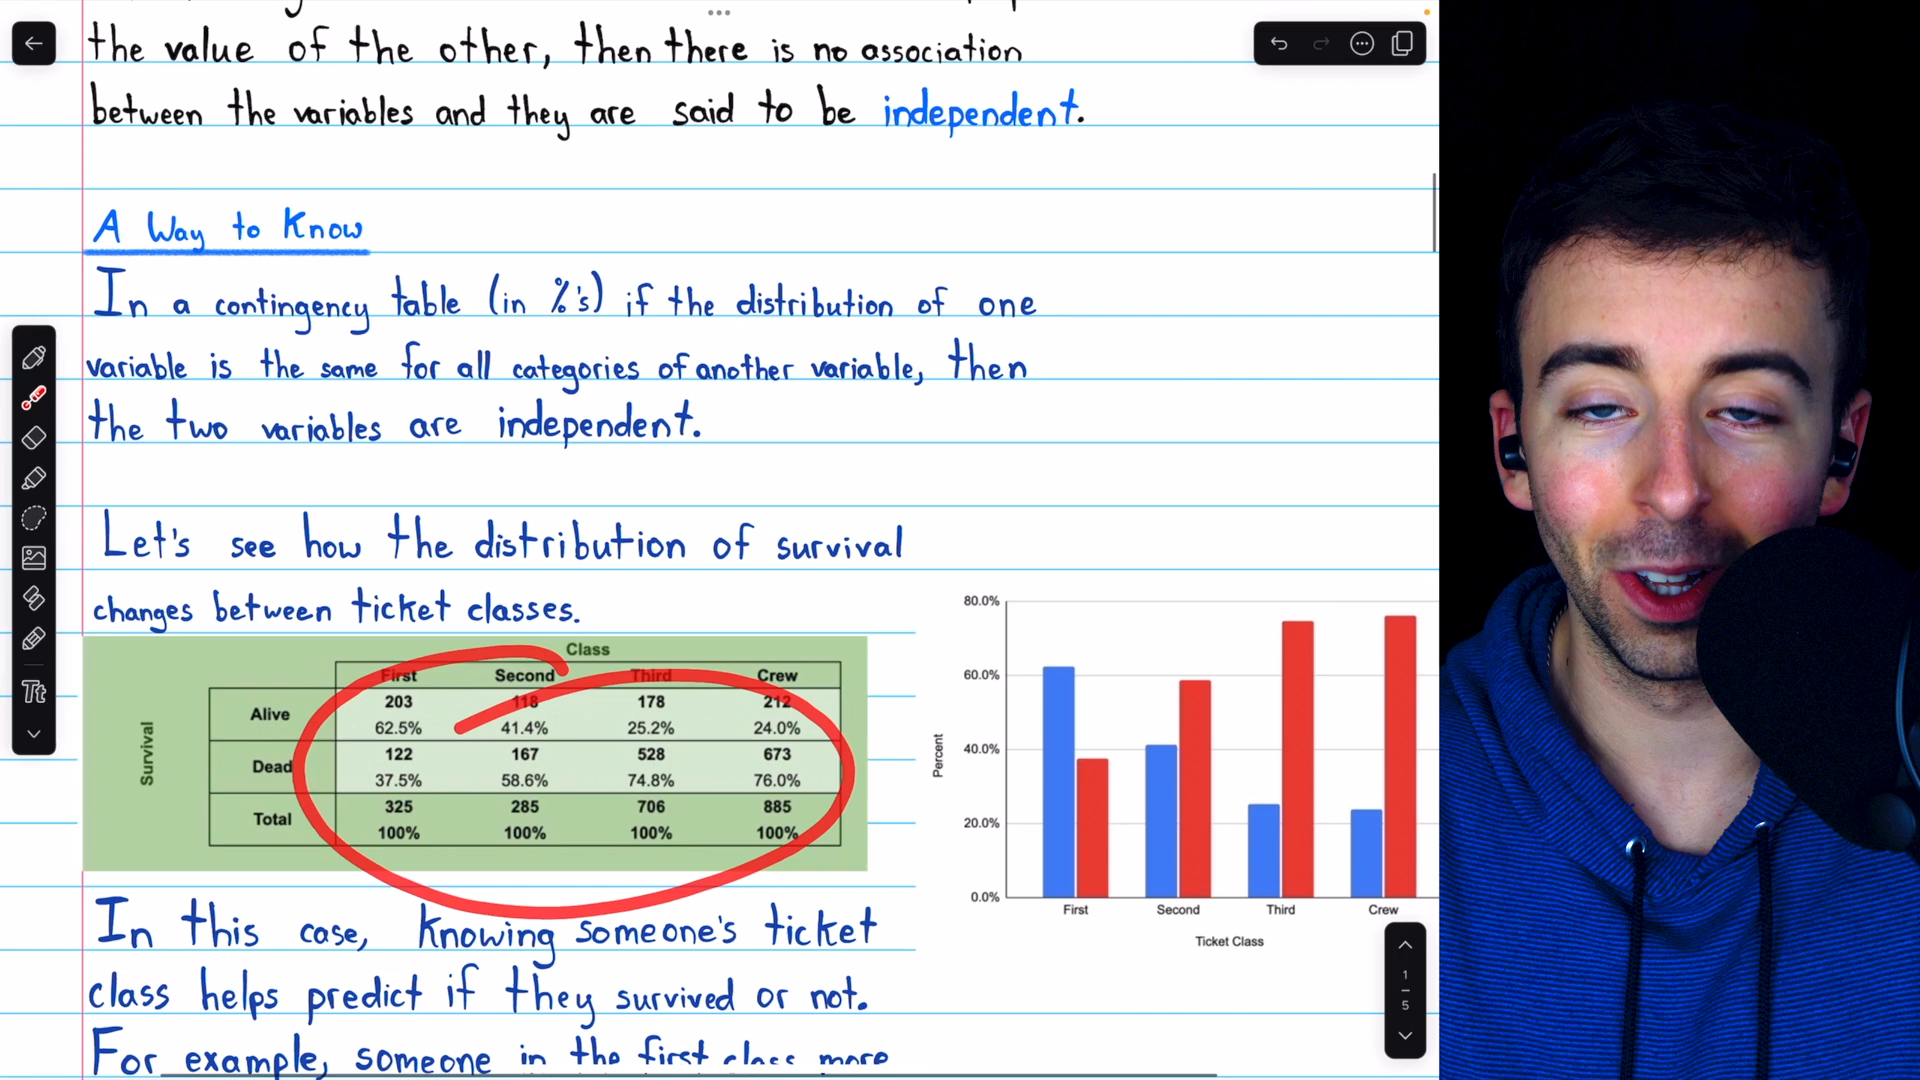 the value of the other, then there is no association
between the variables and they are said to be independent.
A Way to Know
In a contingency table (in %'s) if the distribution of one
variable is the same for all categories of another variable, then
the two variables are independent.
Let's see how the distribution of survival
changes between ticket classes.
Class
First Second Third Crew
Survival
Alive 203 118 178 212
62.5% 41.4% 25.2% 24.0%
Dead 122 167 528 673
37.5% 58.6% 74.8% 76.0%
Total 325 285 706 885
100% 100% 100% 100%
80.0%
60.0%
40.0%
20.0%
0.0%
Percent
First Second Third Crew
Ticket Class
In this case, knowing someone's ticket
class helps predict if they survived or not.
For example, someone in the first class more
Tt
1
5